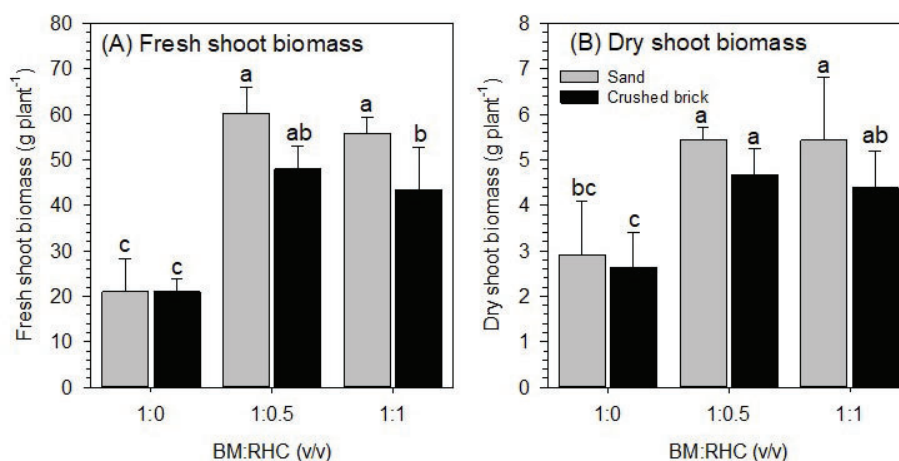 (A) Fresh shoot biomass
Fresh shoot biomass (g plant⁻¹)
80
70
60
50
40
30
20
10
0
c
c
a
ab
a
b
1:0
1:0.5
1:1
BM:RHC (v/v)
(B) Dry shoot biomass
Sand
Crushed brick
Dry shoot biomass (g plant⁻¹)
8
7
6
5
4
3
2
1
0
bc
c
a
a
a
ab
1:0
1:0.5
1:1
BM:RHC (v/v)